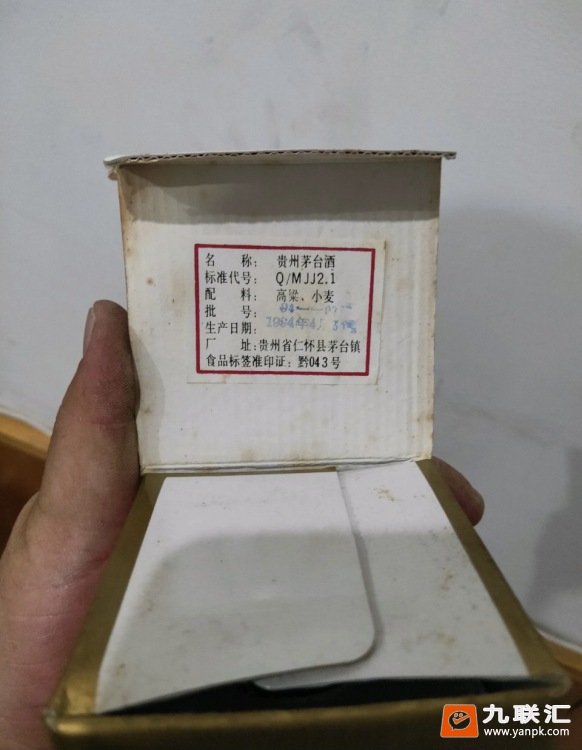 名 称: 贵州茅台酒
标准代号: Q/MJJ2.1
配 料: 高粱、小麦
批 号:
生产日期: 1994年4月
厂 址:贵州省仁怀县茅台镇
食品标签准印证: 黔043号
九联汇
www.yanpk.com